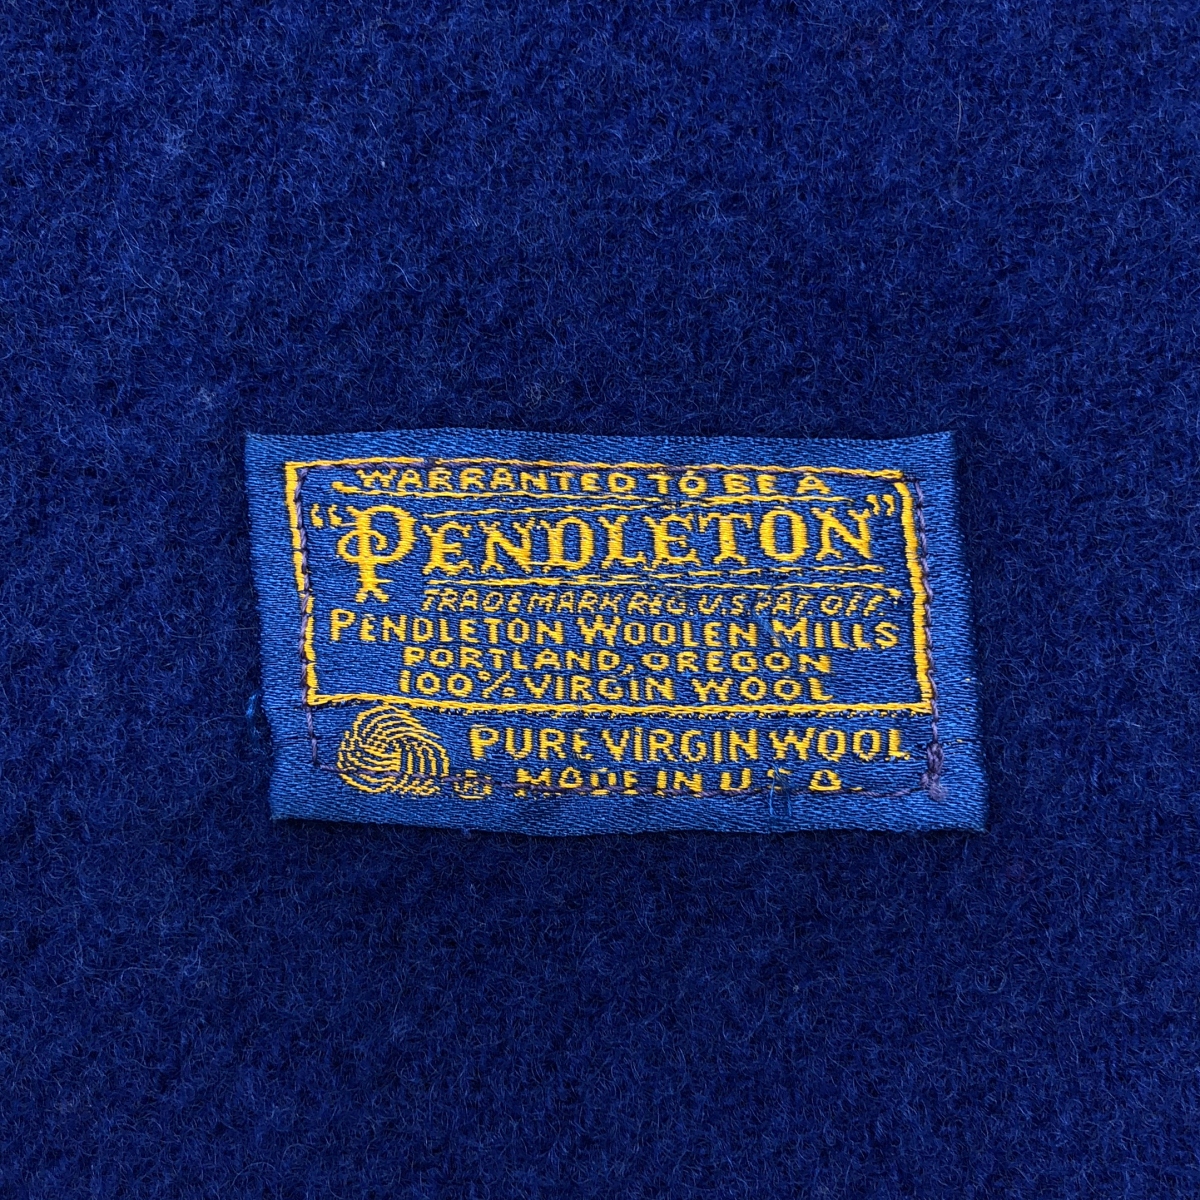 WARRANTED TO BE A
"PENDLETON"
TRADE MARK REG. U.S. PAT. OFF.
PENDLETON WOOLEN MILLS
PORTLAND, OREGON
100% VIRGIN WOOL
PURE VIRGIN WOOL
® MADE IN U.S.A.